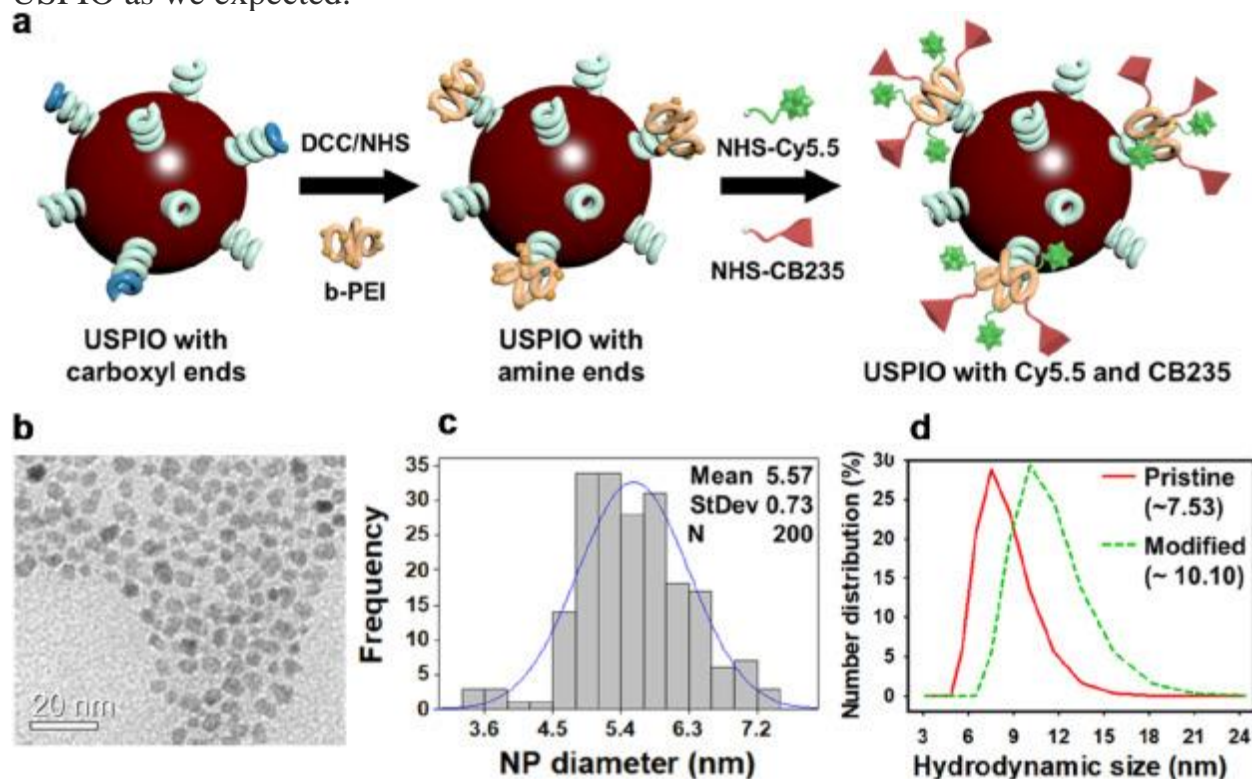 USPIO as we expected.
a
DCC/NHS
b-PEI
NHS-Cy5.5
NHS-CB235
USPIO with
carboxyl ends
USPIO with
amine ends
USPIO with Cy5.5 and CB235
b
20 nm
c
Frequency
35
30
25
20
15
10
5
0
Mean 5.57
StDev 0.73
N 200
3.6 4.5 5.4 6.3 7.2
NP diameter (nm)
d
Number distribution (%)
30
25
20
15
10
5
0
Pristine
(~7.53)
Modified
(~ 10.10)
3 6 9 12 15 18 21 24
Hydrodynamic size (nm)